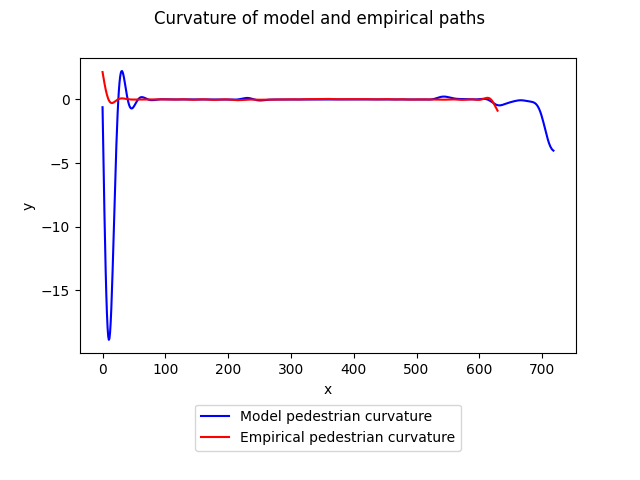 Curvature of model and empirical paths
y
0
−5
−10
−15
0 100 200 300 400 500 600 700
x
Model pedestrian curvature
Empirical pedestrian curvature